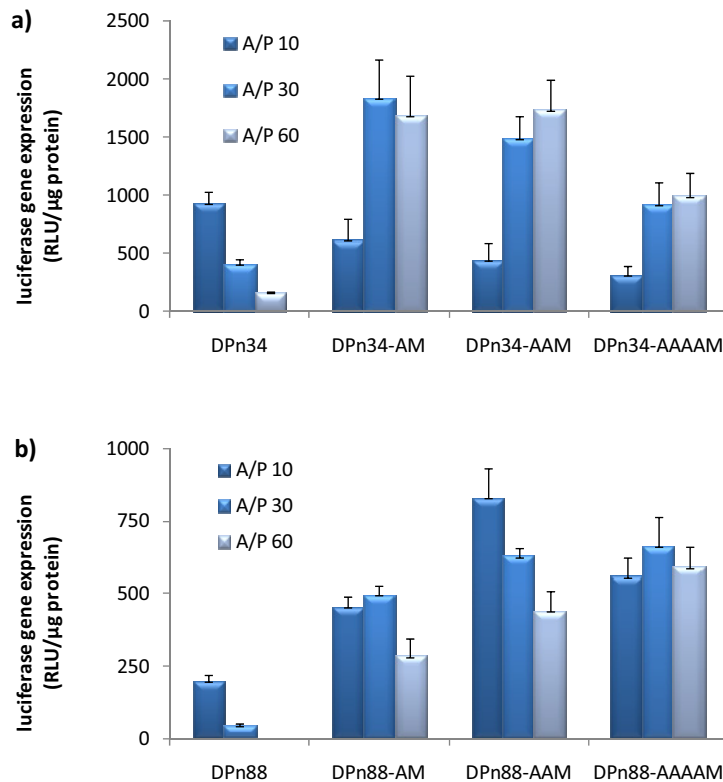 a)
luciferase gene expression
(RLU/µg protein)
2500
2000
1500
1000
500
0
A/P 10
A/P 30
A/P 60
DPn34
DPn34-AM
DPn34-AAM
DPn34-AAAAM
b)
luciferase gene expression
(RLU/µg protein)
1000
750
500
250
0
A/P 10
A/P 30
A/P 60
DPn88
DPn88-AM
DPn88-AAM
DPn88-AAAAM